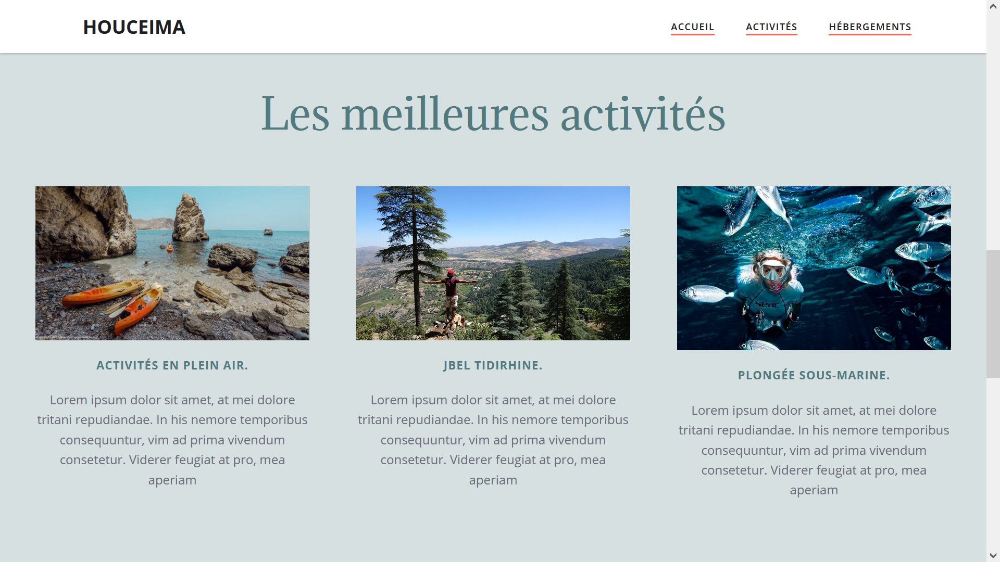 HOUCEIMA
ACCUEIL ACTIVITÉS HÉBERGEMENTS
Les meilleures activités
ACTIVITÉS EN PLEIN AIR.
Lorem ipsum dolor sit amet, at mei dolore
tritani repudiandae. In his nemore temporibus
consequuntur, vim ad prima vivendum
consetetur. Viderer feugiat at pro, mea
aperiam
JBEL TIDIRHINE.
Lorem ipsum dolor sit amet, at mei dolore
tritani repudiandae. In his nemore temporibus
consequuntur, vim ad prima vivendum
consetetur. Viderer feugiat at pro, mea
aperiam
seac
PLONGÉE SOUS-MARINE.
Lorem ipsum dolor sit amet, at mei dolore
tritani repudiandae. In his nemore temporibus
consequuntur, vim ad prima vivendum
consetetur. Viderer feugiat at pro, mea
aperiam